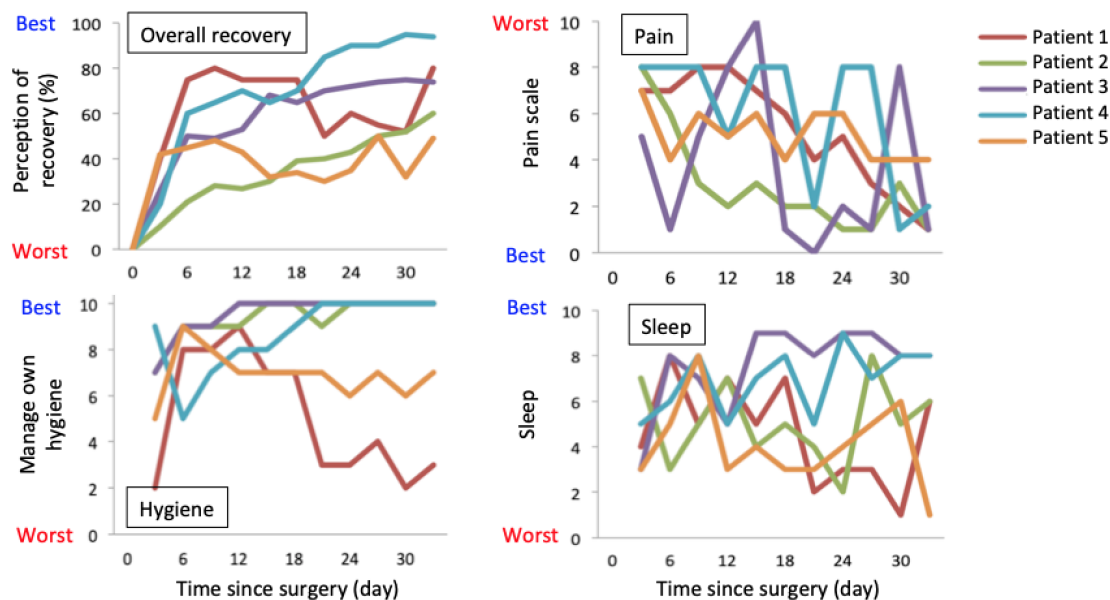 Best
Overall recovery
Perception of
recovery (%)
100
80
60
40
20
0
Worst
0 6 12 18 24 30
Worst
Pain
Pain scale
10
8
6
4
2
0
Best
0 6 12 18 24 30
Patient 1
Patient 2
Patient 3
Patient 4
Patient 5
Best
Manage own
hygiene
10
8
6
4
2
0
Hygiene
Worst
0 6 12 18 24 30
Time since surgery (day)
Best
Sleep
Sleep
10
8
6
4
2
0
Worst
0 6 12 18 24 30
Time since surgery (day)